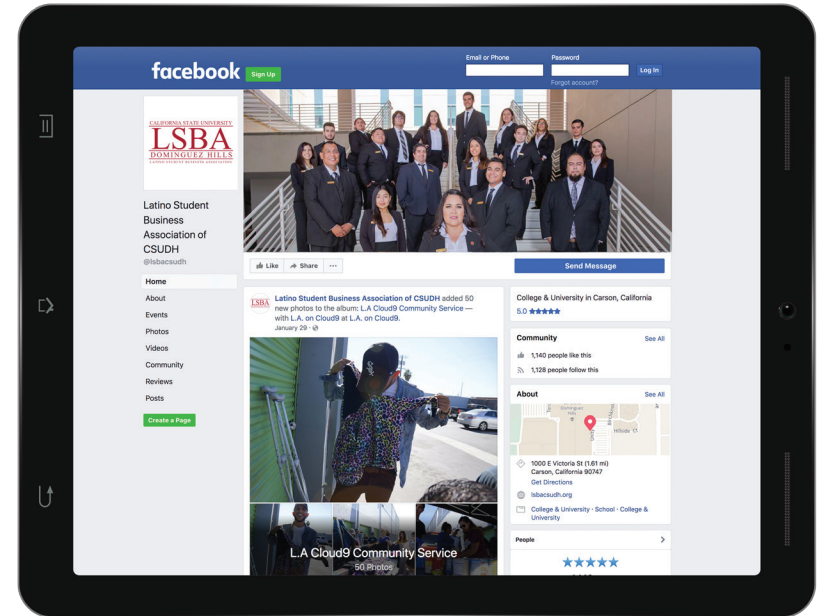 Email or Phone
Password
facebook
Sign Up
Log In
Forgot account?
CALIFORNIA STATE UNIVERSITY
LSBA
DOMINGUEZ HILLS
LATINO STUDENT BUSINESS ASSOCIATION
Latino Student
Business
Association of
CSUDH
@lsbacsudh
Home
About
Events
Photos
Videos
Community
Reviews
Posts
Create a Page
Like
Share
Send Message
LSBA
Latino Student Business Association of CSUDH added 50
new photos to the album: L.A Cloud9 Community Service —
with L.A. on Cloud9 at L.A. on Cloud9.
January 29 ·
L.A Cloud9 Community Service
50 Photos
College & University in Carson, California
5.0 ★★★★★
Community
See All
1,140 people like this
1,128 people follow this
About
See All
Dominguez
Hills
Hillside Ct
1000 E Victoria St (1.61 mi)
Carson, California 90747
Get Directions
lsbacsudh.org
College & University · School · College &
University
People
★★★★★